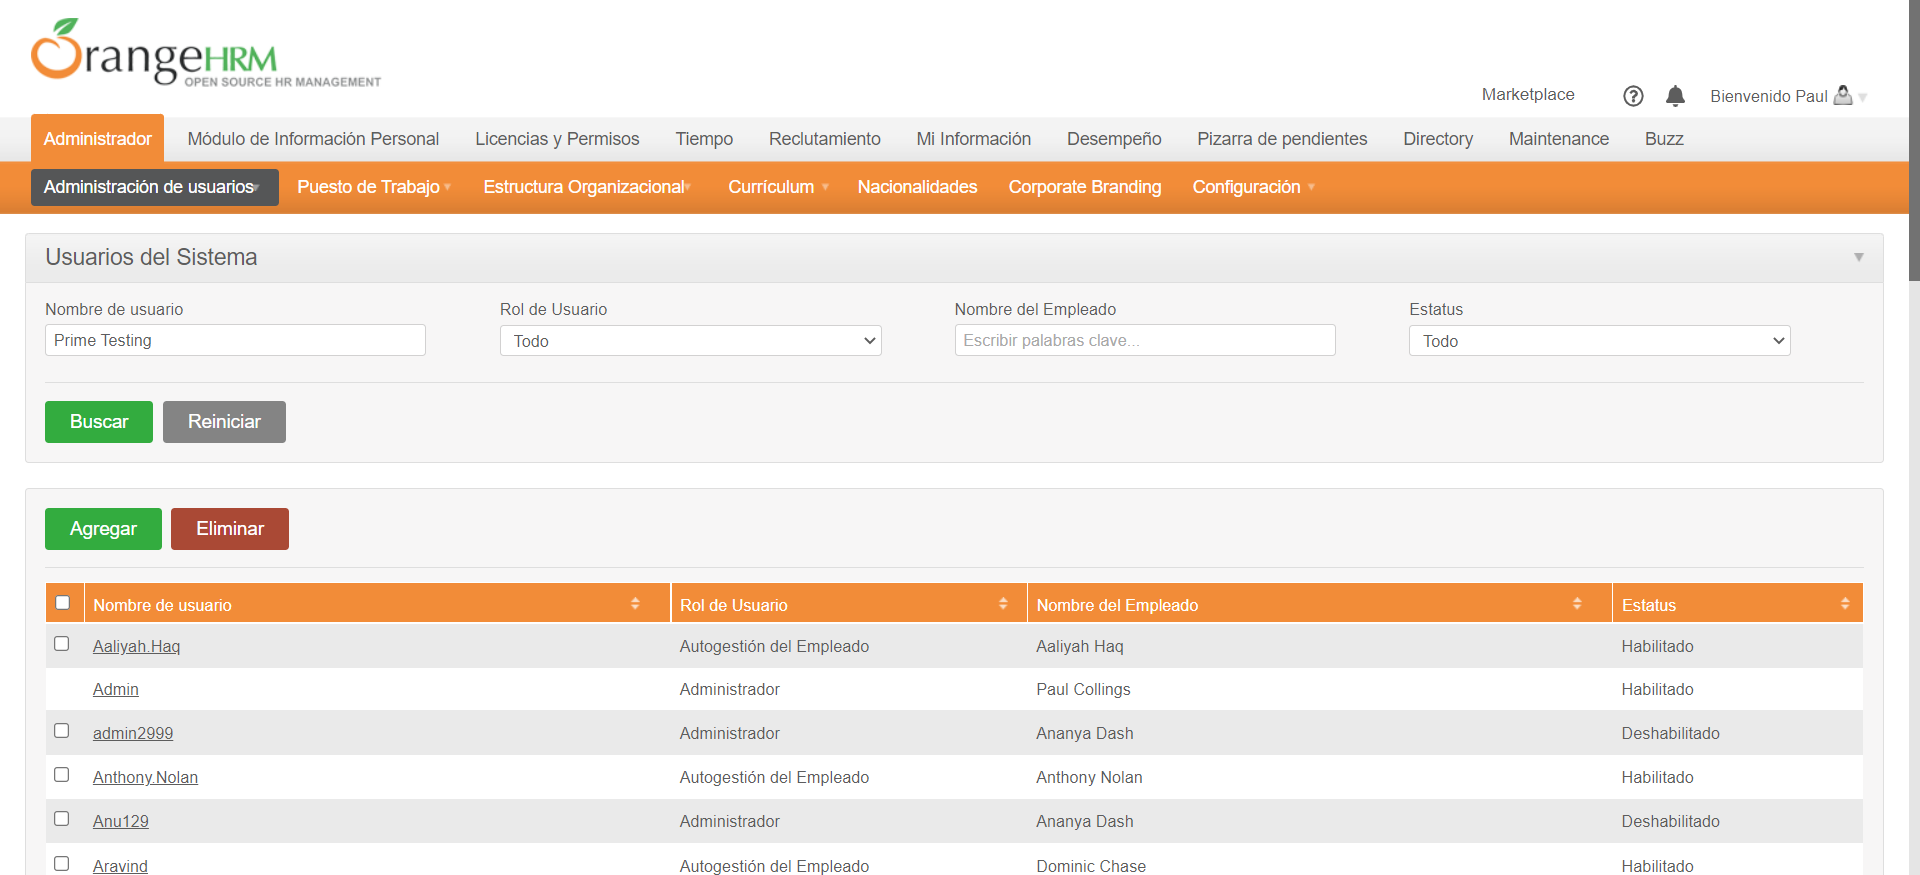 OrangeHRM
OPEN SOURCE HR MANAGEMENT
Marketplace
Bienvenido Paul
Administrador Módulo de Información Personal Licencias y Permisos Tiempo Reclutamiento Mi Información Desempeño Pizarra de pendientes Directory Maintenance Buzz
Administración de usuarios Puesto de Trabajo Estructura Organizacional Currículum Nacionalidades Corporate Branding Configuración
Usuarios del Sistema
Nombre de usuario Rol de Usuario Nombre del Empleado Estatus
Prime Testing Todo Escribir palabras clave... Todo
Buscar Reiniciar
Agregar Eliminar
Nombre de usuario Rol de Usuario Nombre del Empleado Estatus
Aaliyah.Haq Autogestión del Empleado Aaliyah Haq Habilitado
Admin Administrador Paul Collings Habilitado
admin2999 Administrador Ananya Dash Deshabilitado
Anthony.Nolan Autogestión del Empleado Anthony Nolan Habilitado
Anu129 Administrador Ananya Dash Deshabilitado
Aravind Autogestión del Empleado Dominic Chase Habilitado